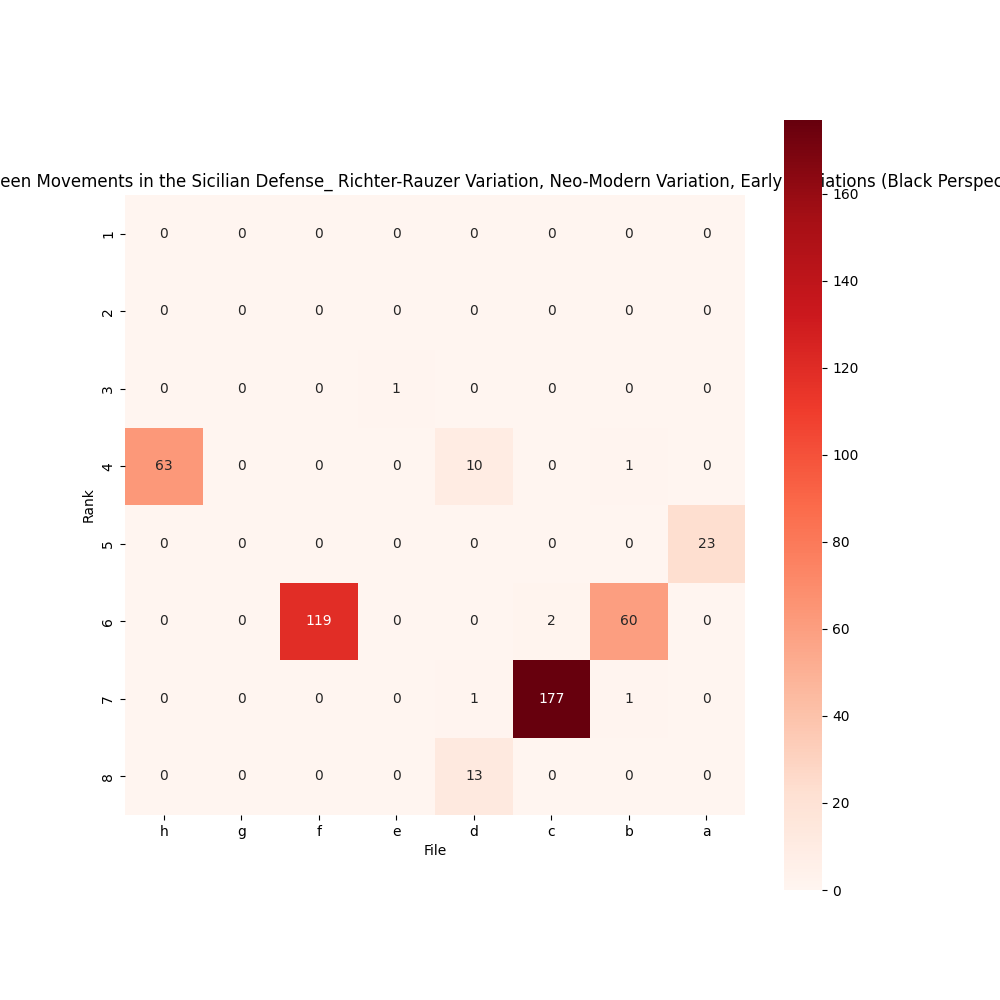 een Movements in the Sicilian Defense_ Richter-Rauzer Variation, Neo-Modern Variation, Early iations (Black Perspec
160
1 0 0 0 0 0 0 0 0
140
2 0 0 0 0 0 0 0 0
120
3 0 0 0 1 0 0 0 0
100
4 63 0 0 0 10 0 1 0
Rank
80
5 0 0 0 0 0 0 0 23
60
6 0 0 119 0 0 2 60 0
40
7 0 0 0 0 1 177 1 0
20
8 0 0 0 0 13 0 0 0
h g f e d c b a
File
0